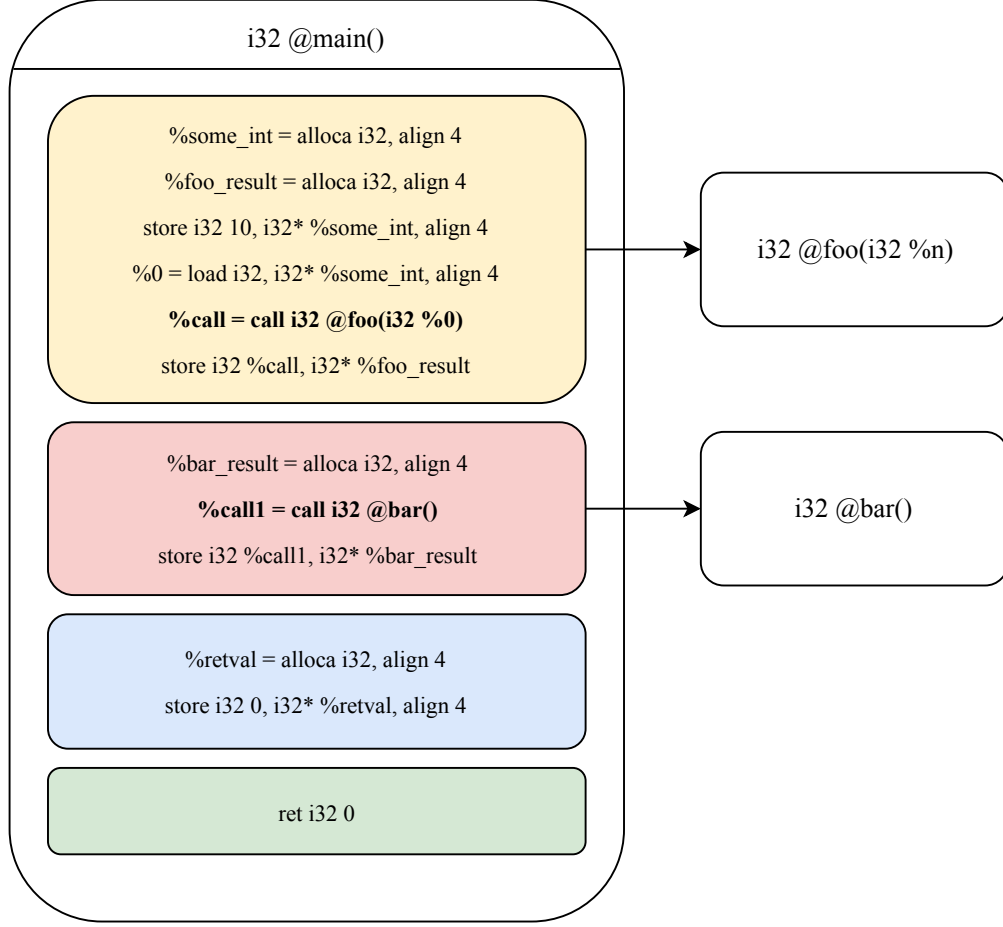 i32 @main()
%some_int = alloca i32, align 4
%foo_result = alloca i32, align 4
store i32 10, i32* %some_int, align 4
%0 = load i32, i32* %some_int, align 4
%call = call i32 @foo(i32 %0)
store i32 %call, i32* %foo_result
i32 @foo(i32 %n)
%bar_result = alloca i32, align 4
%call1 = call i32 @bar()
store i32 %call1, i32* %bar_result
i32 @bar()
%retval = alloca i32, align 4
store i32 0, i32* %retval, align 4
ret i32 0